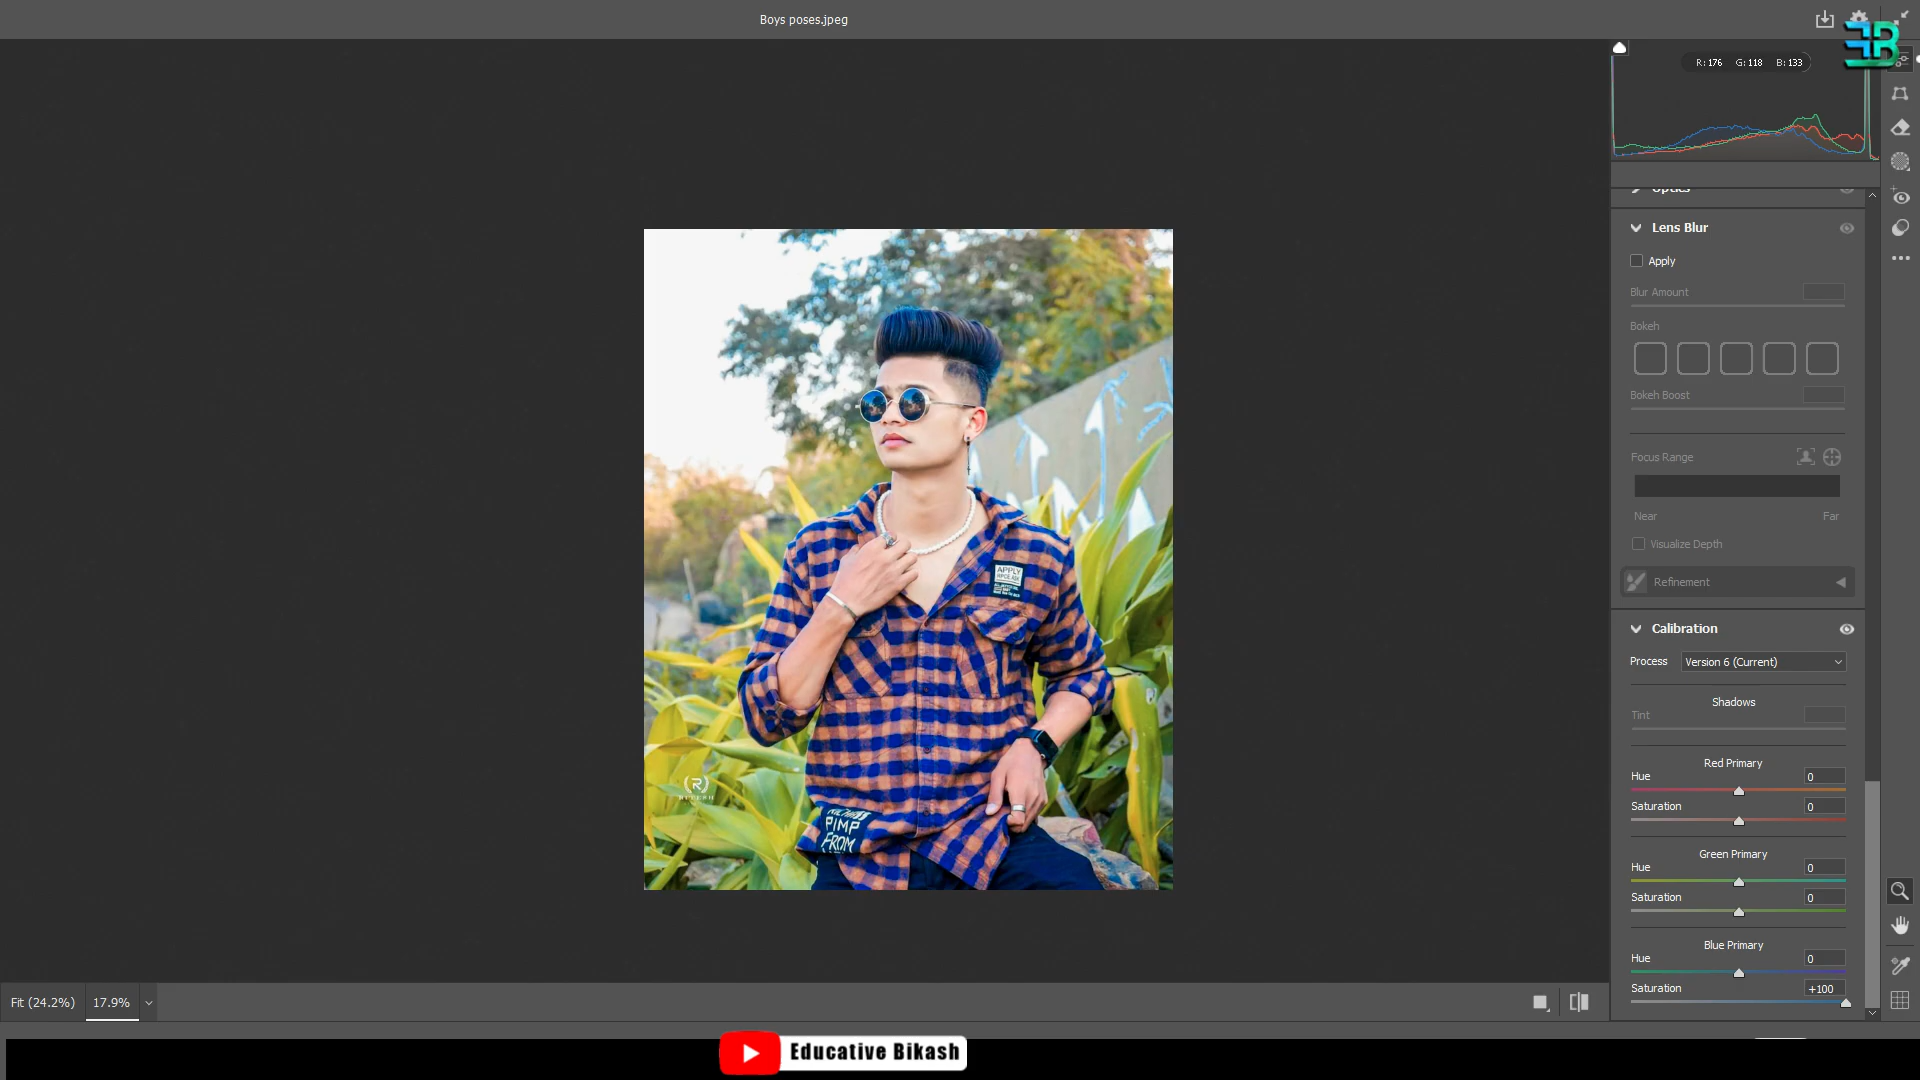 Boys poses.jpeg
R: 176 G: 118 B: 133
Optics
Lens Blur
Apply
Blur Amount
Bokeh
Bokeh Boost
Focus Range
Near Far
Visualize Depth
Refinement
Calibration
Process Version 6 (Current)
Shadows
Tint
Red Primary
Hue 0
Saturation 0
Green Primary
Hue 0
Saturation 0
Blue Primary
Hue 0
Saturation +100
APPLY
PIMP
FROM
Fit (24.2%) 17.9%
Educative Bikash